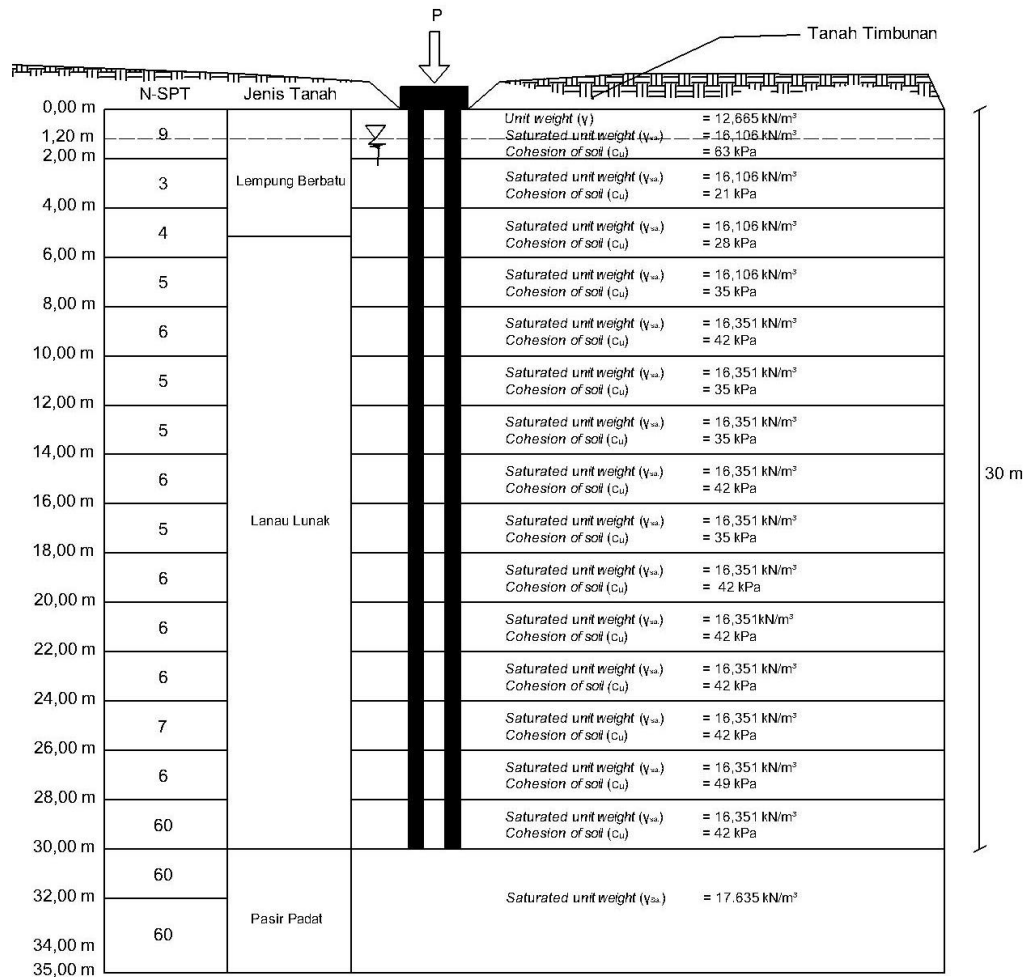 P
Tanah Timbunan
N-SPT Jenis Tanah
0,00 m
Unit weight (γ) = 12,665 kN/m³
9
1,20 m
Saturated unit weight (γsa.) = 16,106 kN/m³
Cohesion of soil (cu) = 63 kPa
2,00 m
3
Lempung Berbatu
Saturated unit weight (γsa.) = 16,106 kN/m³
Cohesion of soil (cu) = 21 kPa
4,00 m
4
Saturated unit weight (γsa.) = 16,106 kN/m³
Cohesion of soil (cu) = 28 kPa
6,00 m
5
Saturated unit weight (γsa.) = 16,106 kN/m³
Cohesion of soil (cu) = 35 kPa
8,00 m
6
Saturated unit weight (γsa.) = 16,351 kN/m³
Cohesion of soil (cu) = 42 kPa
10,00 m
5
Saturated unit weight (γsa.) = 16,351 kN/m³
Cohesion of soil (cu) = 35 kPa
12,00 m
5
Saturated unit weight (γsa.) = 16,351 kN/m³
Cohesion of soil (cu) = 35 kPa
14,00 m
6
Saturated unit weight (γsa.) = 16,351 kN/m³
Cohesion of soil (cu) = 42 kPa
30 m
16,00 m
5
Lanau Lunak
Saturated unit weight (γsa.) = 16,351 kN/m³
Cohesion of soil (cu) = 35 kPa
18,00 m
6
Saturated unit weight (γsa.) = 16,351 kN/m³
Cohesion of soil (cu) = 42 kPa
20,00 m
6
Saturated unit weight (γsa.) = 16,351kN/m³
Cohesion of soil (cu) = 42 kPa
22,00 m
6
Saturated unit weight (γsa.) = 16,351 kN/m³
Cohesion of soil (cu) = 42 kPa
24,00 m
7
Saturated unit weight (γsa.) = 16,351 kN/m³
Cohesion of soil (cu) = 42 kPa
26,00 m
6
Saturated unit weight (γsa.) = 16,351 kN/m³
Cohesion of soil (cu) = 49 kPa
28,00 m
60
Saturated unit weight (γsa.) = 16,351 kN/m³
Cohesion of soil (cu) = 42 kPa
30,00 m
60
32,00 m
Saturated unit weight (γsa.) = 17.635 kN/m³
60
Pasir Padat
34,00 m
35,00 m